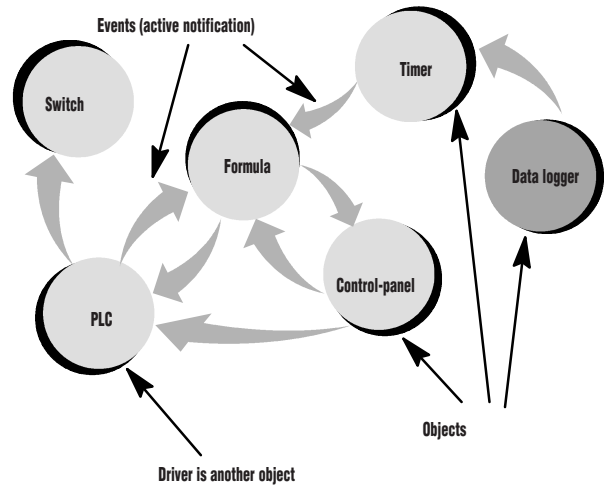 Events (active notification)
Timer
Switch
Formula
Data logger
Control-panel
PLC
Objects
Driver is another object